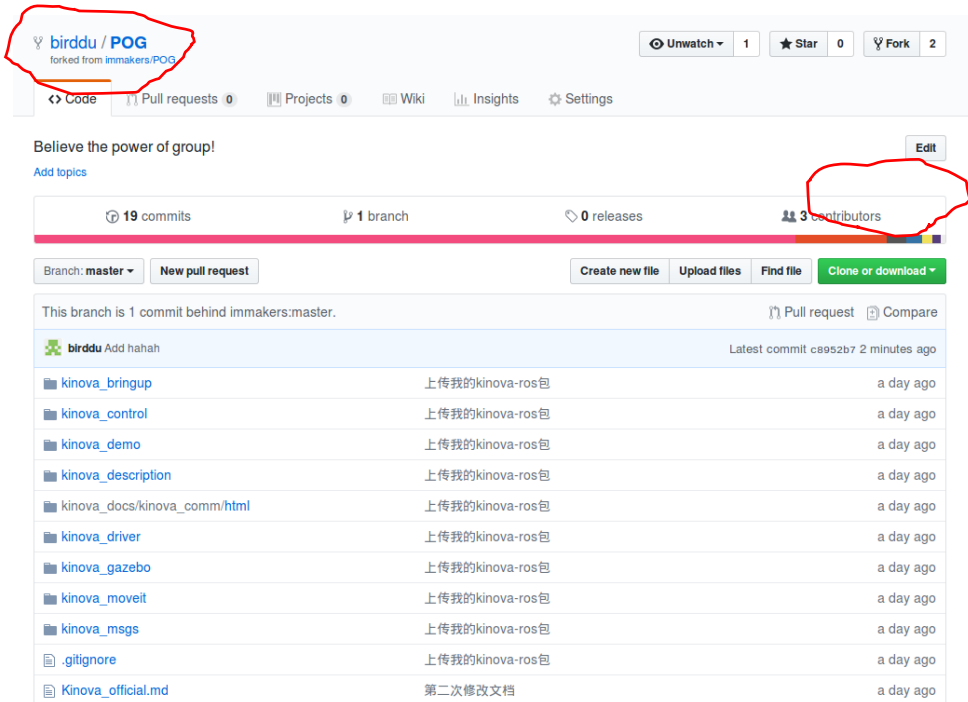 birddu / POG
forked from immakers/POG
Unwatch 1 Star 0 Fork 2
Code Pull requests 0 Projects 0 Wiki Insights Settings
Believe the power of group!
Edit
Add topics
19 commits 1 branch 0 releases 3 contributors
Branch: master New pull request Create new file Upload files Find file Clone or download
This branch is 1 commit behind immakers:master. Pull request Compare
birddu Add hahah Latest commit c8952b7 2 minutes ago
kinova_bringup 上传我的kinova-ros包 a day ago
kinova_control 上传我的kinova-ros包 a day ago
kinova_demo 上传我的kinova-ros包 a day ago
kinova_description 上传我的kinova-ros包 a day ago
kinova_docs/kinova_comm/html 上传我的kinova-ros包 a day ago
kinova_driver 上传我的kinova-ros包 a day ago
kinova_gazebo 上传我的kinova-ros包 a day ago
kinova_moveit 上传我的kinova-ros包 a day ago
kinova_msgs 上传我的kinova-ros包 a day ago
.gitignore 上传我的kinova-ros包 a day ago
Kinova_official.md 第二次修改文档 a day ago